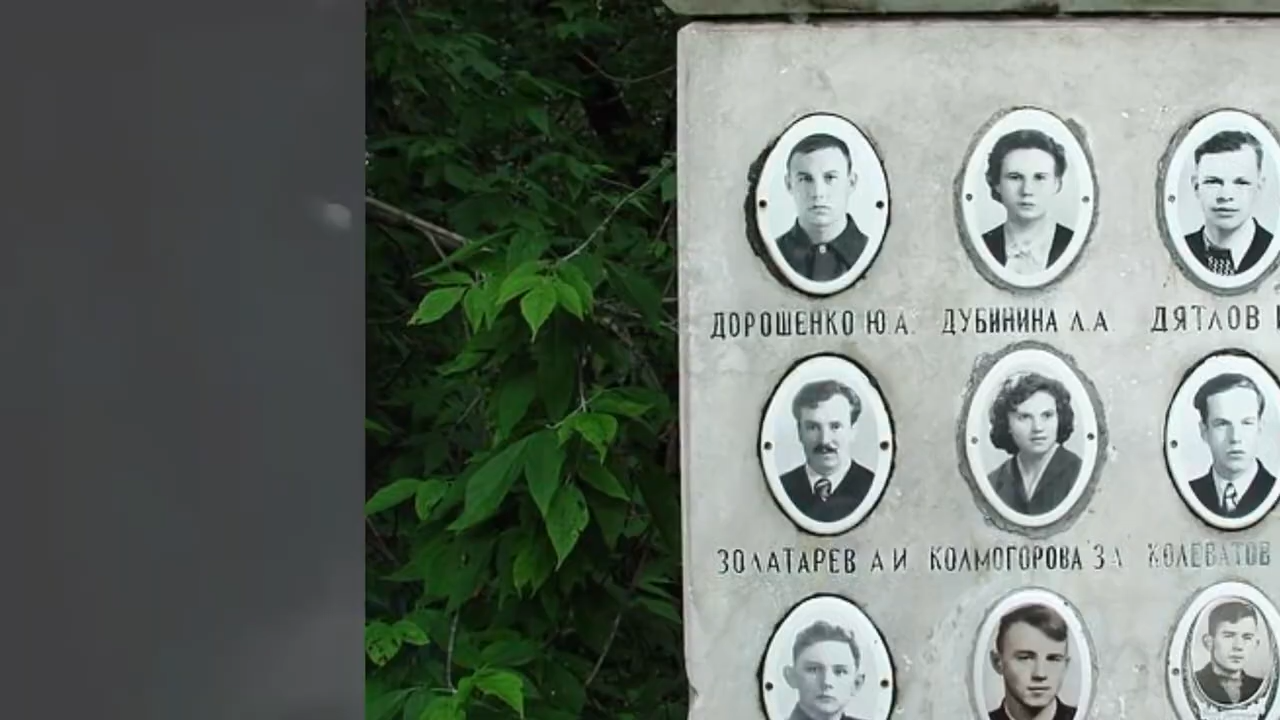 ДОРОШЕНКО Ю.А. ДУБИНИНА Л.А ДЯТЛОВ
ЗОЛАТАРЕВ А И КОЛМОГОРОВА З А КОЛЕВАТОВ